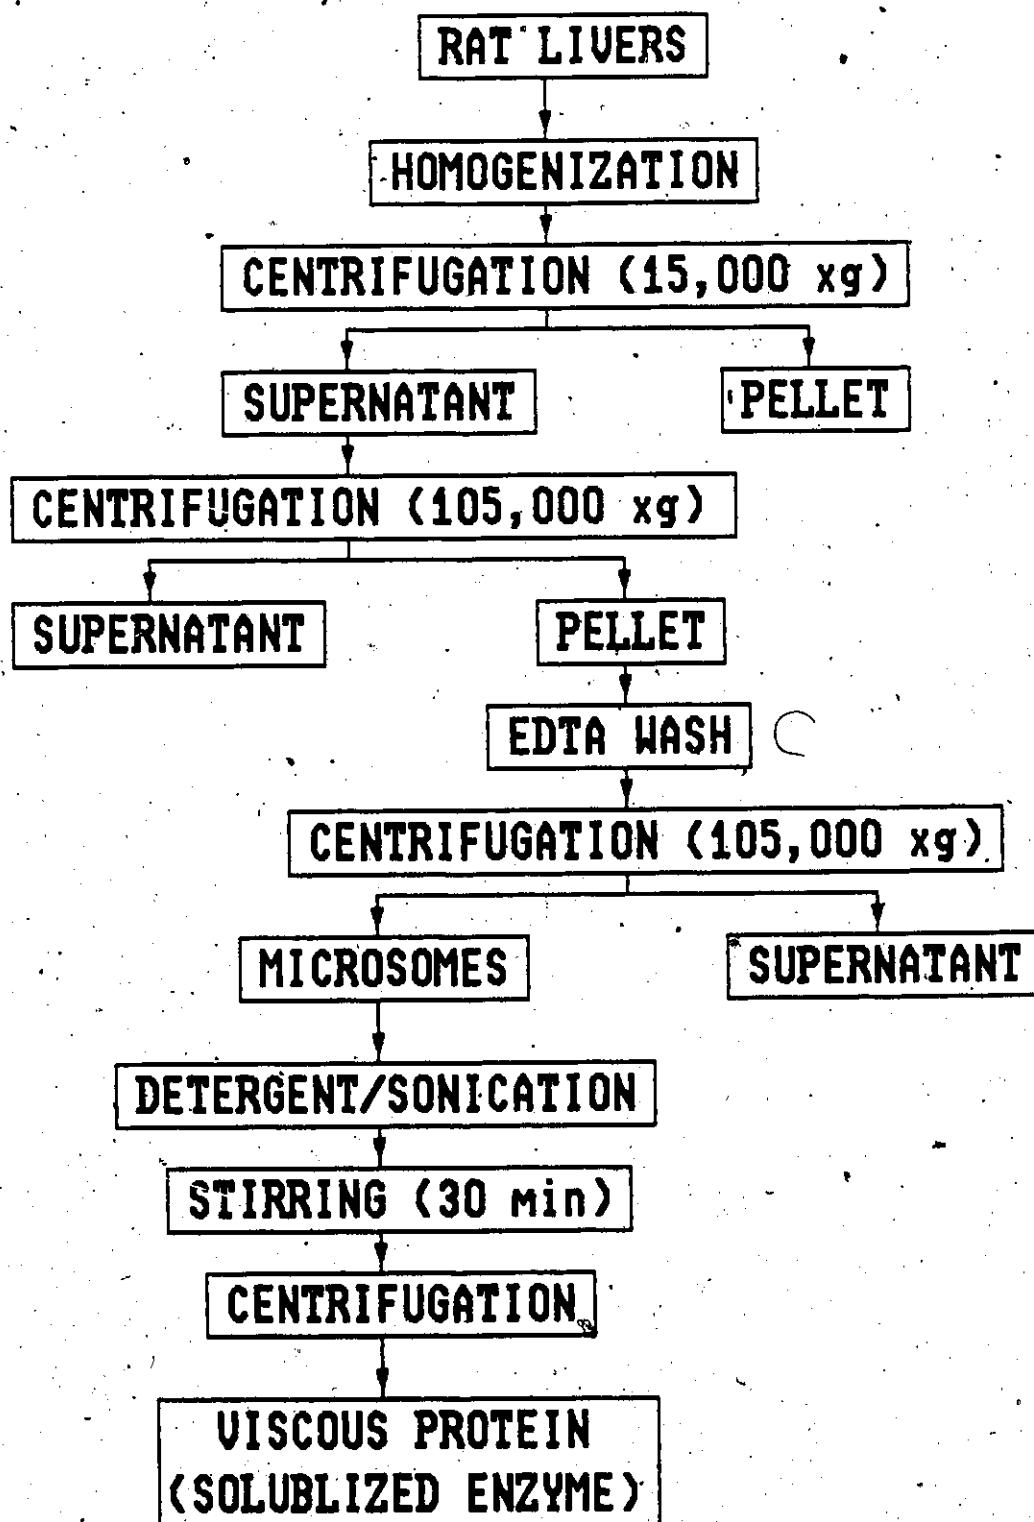 RAT LIVERS
HOMOGENIZATION
CENTRIFUGATION (15,000 xg)
SUPERNATANT
PELLET
CENTRIFUGATION (105,000 xg)
SUPERNATANT
PELLET
EDTA WASH
CENTRIFUGATION (105,000 xg)
MICROSOMES
SUPERNATANT
DETERGENT/SONICATION
STIRRING (30 min)
CENTRIFUGATION
VISCOUS PROTEIN
(SOLUBLIZED ENZYME)